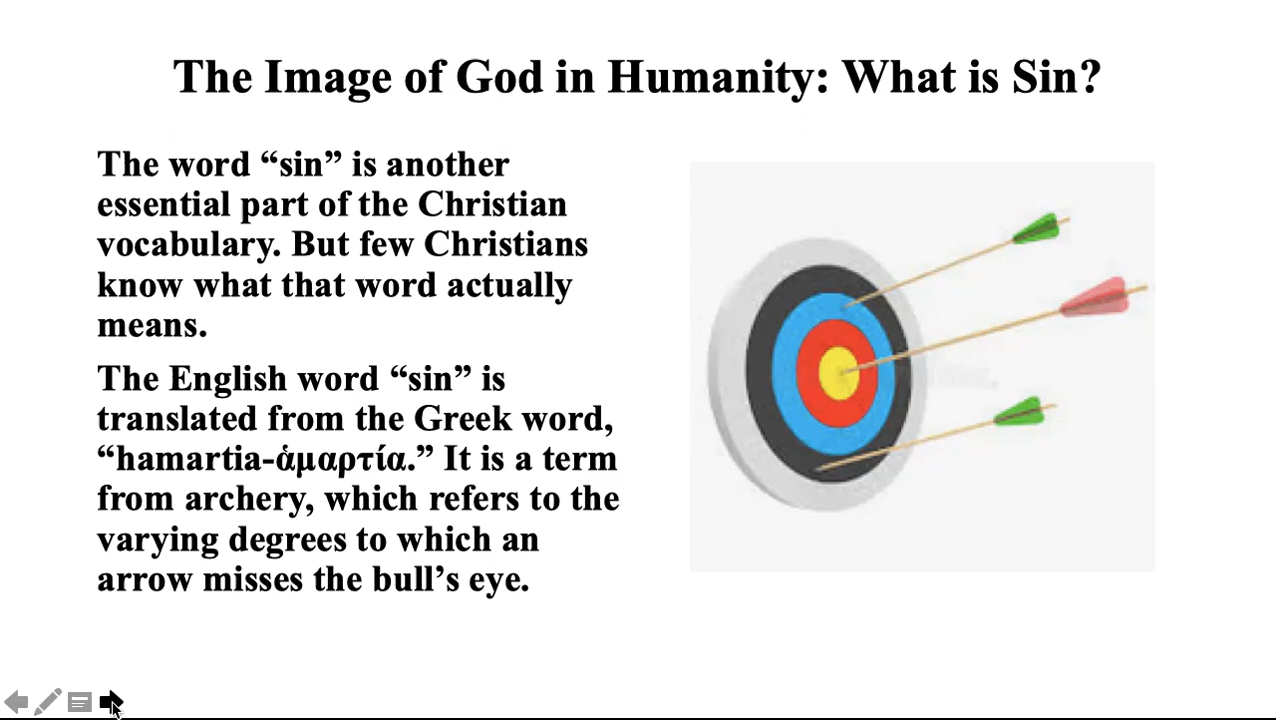 The Image of God in Humanity: What is Sin?
The word “sin” is another
essential part of the Christian
vocabulary. But few Christians
know what that word actually
means.
The English word “sin” is
translated from the Greek word,
“hamartia-ἁμαρτία.” It is a term
from archery, which refers to the
varying degrees to which an
arrow misses the bull’s eye.